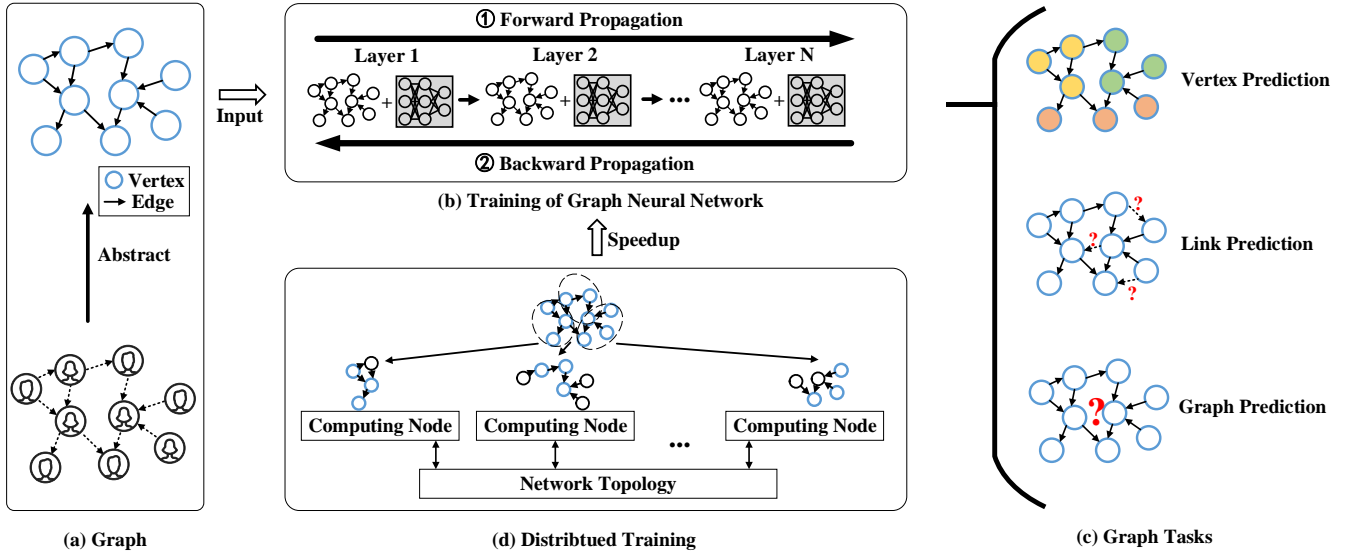 Vertex
Edge
Abstract
(a) Graph
Input
① Forward Propagation
Layer 1
Layer 2
Layer N
+
+
...
+
② Backward Propagation
(b) Training of Graph Neural Network
Speedup
Computing Node
Computing Node
...
Computing Node
Network Topology
(d) Distribtued Training
Vertex Prediction
?
?
?
Link Prediction
?
Graph Prediction
(c) Graph Tasks